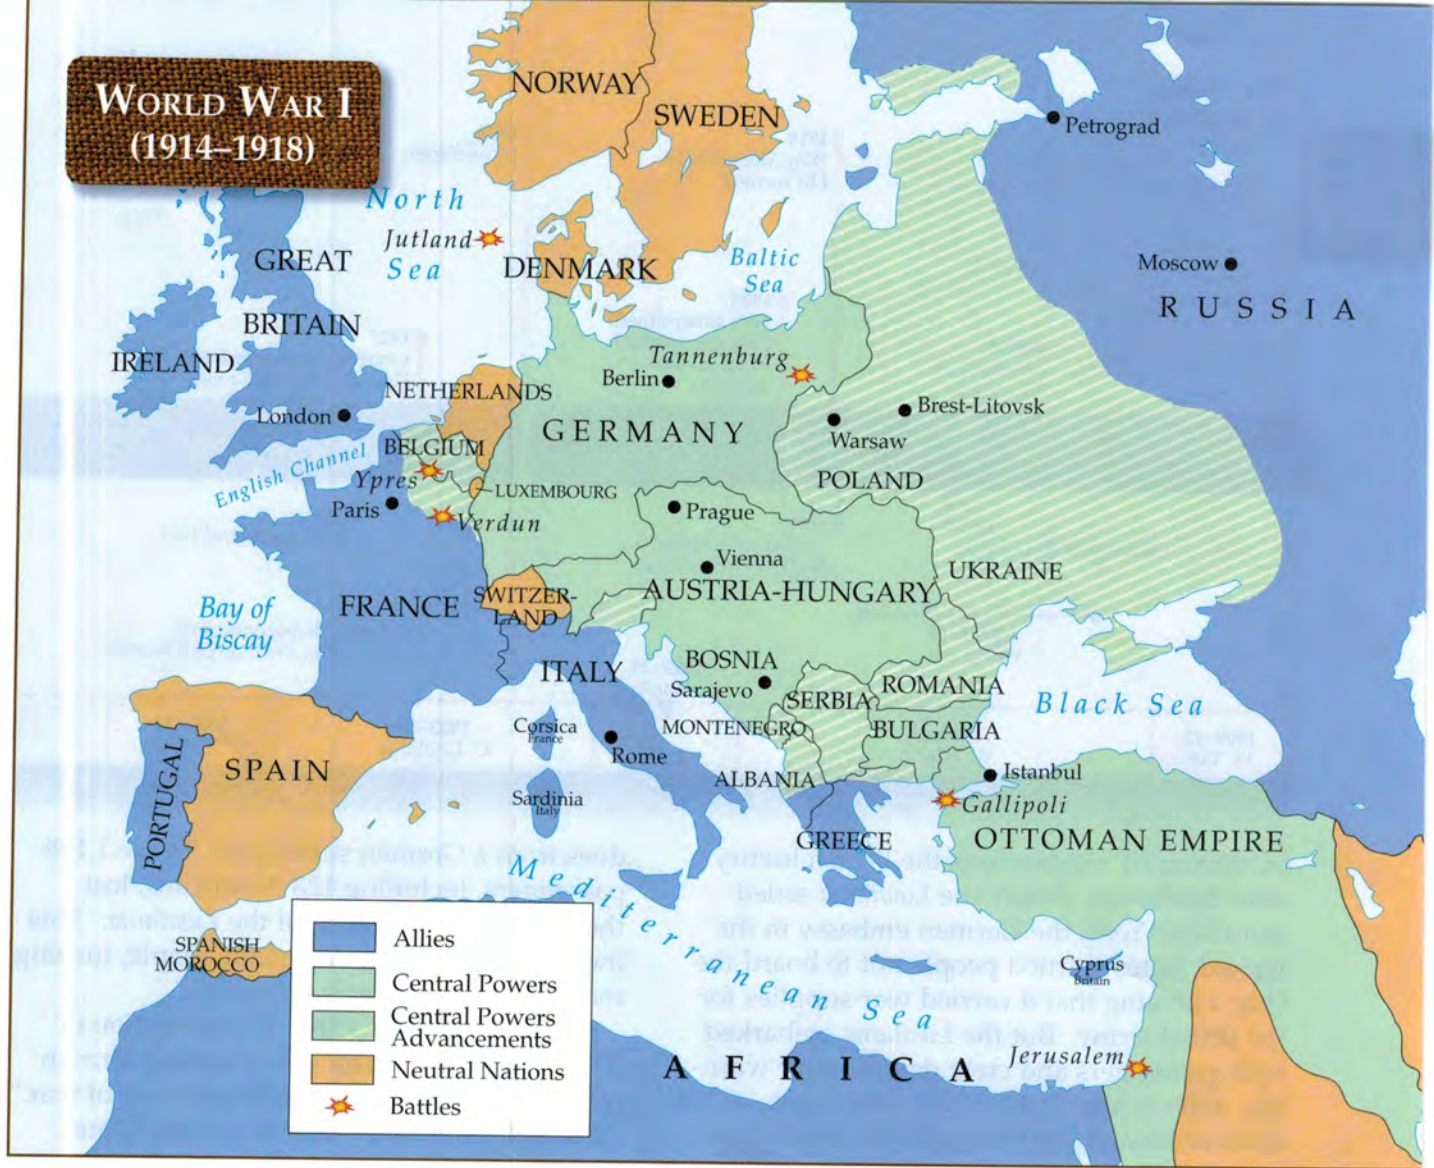 WORLD WAR I
(1914–1918)
NORWAY
SWEDEN
Petrograd
North
Sea
Jutland
GREAT
BRITAIN
DENMARK
Baltic
Sea
Moscow
RUSSIA
IRELAND
Tannenburg
Berlin
NETHERLANDS
London
GERMANY
Brest-Litovsk
Warsaw
BELGIUM
English Channel
Ypres
LUXEMBOURG
POLAND
Paris
Verdun
Prague
Vienna
UKRAINE
AUSTRIA-HUNGARY
Bay of
Biscay
FRANCE
SWITZER-
LAND
ITALY
BOSNIA
Sarajevo
SERBIA
ROMANIA
Black Sea
Corsica
France
MONTENEGRO
BULGARIA
Rome
SPAIN
PORTUGAL
ALBANIA
Istanbul
Sardinia
Italy
Gallipoli
GREECE
OTTOMAN EMPIRE
Mediterranean Sea
SPANISH
MOROCCO
Cyprus
Britain
Jerusalem
AFRICA
Allies
Central Powers
Central Powers
Advancements
Neutral Nations
Battles